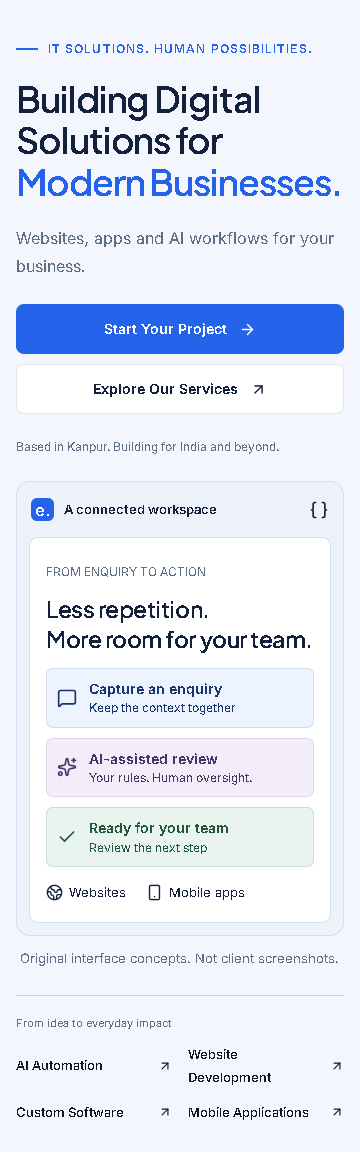 IT SOLUTIONS. HUMAN POSSIBILITIES.
Building Digital
Solutions for
Modern Businesses.
Websites, apps and AI workflows for your
business.
Start Your Project
Explore Our Services
Based in Kanpur. Building for India and beyond.
e. A connected workspace {}
FROM ENQUIRY TO ACTION
Less repetition.
More room for your team.
Capture an enquiry
Keep the context together
AI-assisted review
Your rules. Human oversight.
Ready for your team
Review the next step
Websites Mobile apps
Original interface concepts. Not client screenshots.
From idea to everyday impact
AI Automation
Website
Development
Custom Software
Mobile Applications